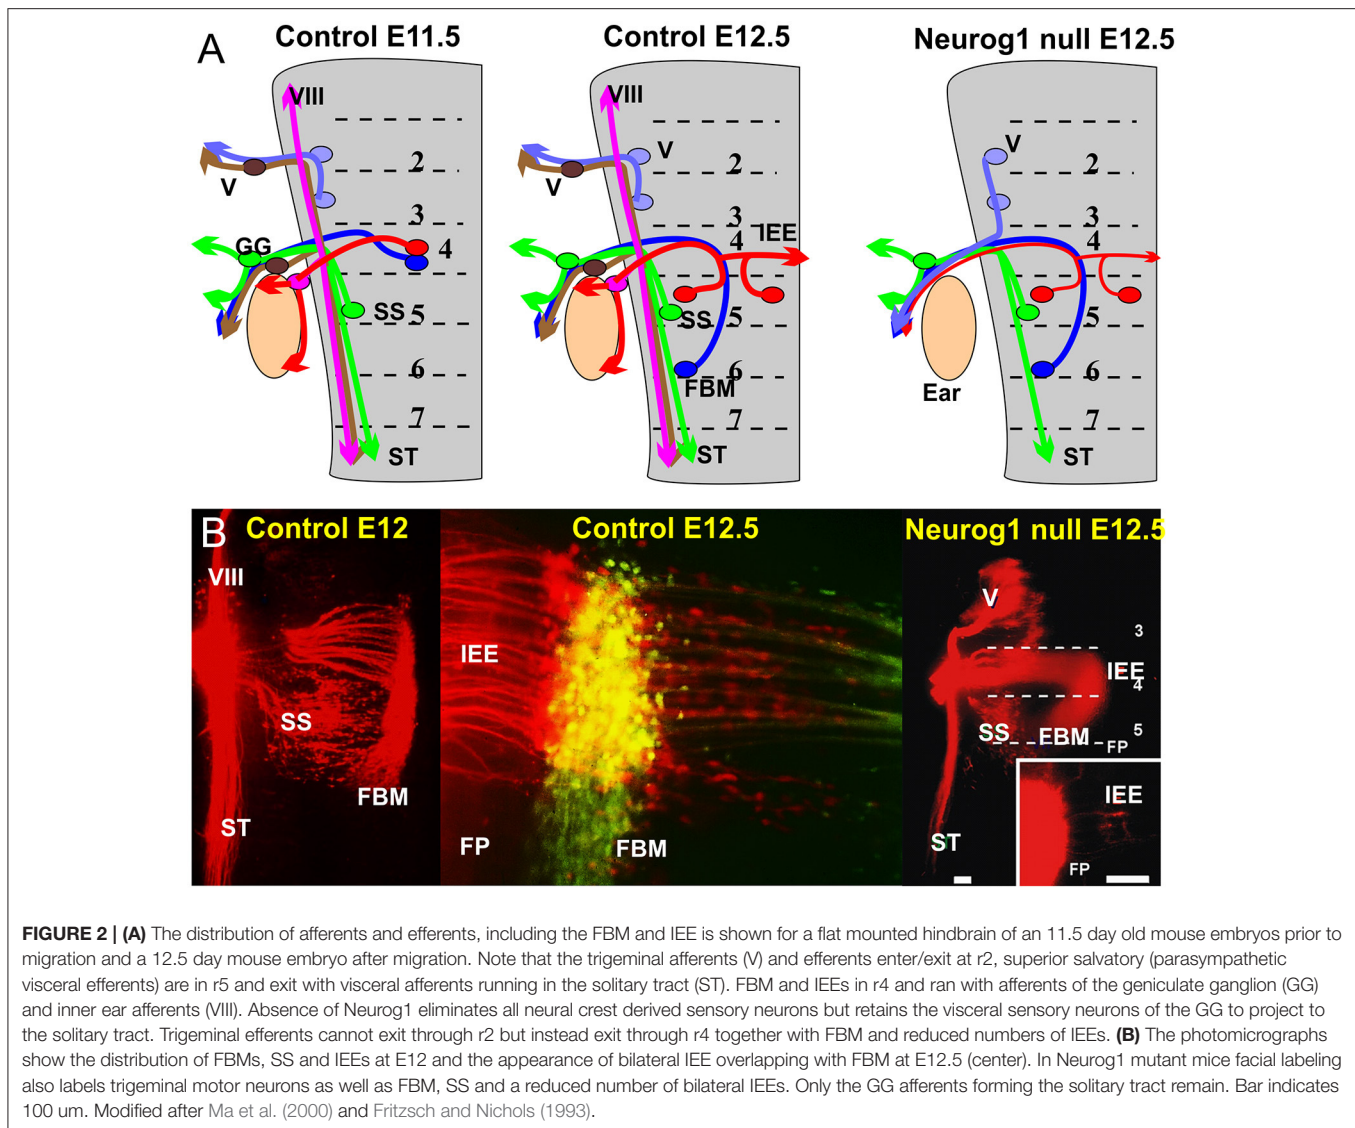 A
Control E11.5
Control E12.5
Neurog1 null E12.5
VIII
V
GG
SS
ST
2
3
4
5
6
7
VIII
V
V
IEE
SS
FBM
ST
2
3
4
5
6
7
V
Ear
ST
2
3
4
5
6
7
B
Control E12
Control E12.5
Neurog1 null E12.5
VIII
SS
FBM
ST
IEE
FP
FBM
V
3
IEE
4
SS
FBM
5
FP
ST
IEE
FP
FIGURE 2 | (A) The distribution of afferents and efferents, including the FBM and IEE is shown for a flat mounted hindbrain of an 11.5 day old mouse embryos prior to
migration and a 12.5 day mouse embryo after migration. Note that the trigeminal afferents (V) and efferents enter/exit at r2, superior salvatory (parasympathetic
visceral efferents) are in r5 and exit with visceral afferents running in the solitary tract (ST). FBM and IEEs in r4 and ran with afferents of the geniculate ganglion (GG)
and inner ear afferents (VIII). Absence of Neurog1 eliminates all neural crest derived sensory neurons but retains the visceral sensory neurons of the GG to project to
the solitary tract. Trigeminal efferents cannot exit through r2 but instead exit through r4 together with FBM and reduced numbers of IEEs. (B) The photomicrographs
show the distribution of FBMs, SS and IEEs at E12 and the appearance of bilateral IEE overlapping with FBM at E12.5 (center). In Neurog1 mutant mice facial labeling
also labels trigeminal motor neurons as well as FBM, SS and a reduced number of bilateral IEEs. Only the GG afferents forming the solitary tract remain. Bar indicates
100 um. Modified after Ma et al. (2000) and Fritzsch and Nichols (1993).